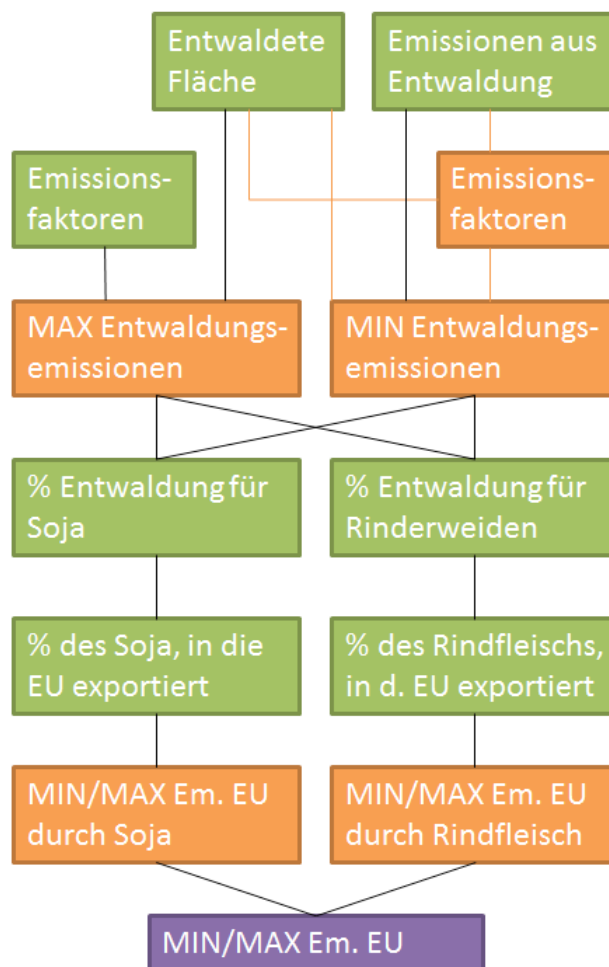 Entwaldete
Fläche
Emissionen aus
Entwaldung
Emissions-
faktoren
Emissions-
faktoren
MAX Entwaldungs-
emissionen
MIN Entwaldungs-
emissionen
% Entwaldung für
Soja
% Entwaldung für
Rinderweiden
% des Soja, in die
EU exportiert
% des Rindfleischs,
in d. EU exportiert
MIN/MAX Em. EU
durch Soja
MIN/MAX Em. EU
durch Rindfleisch
MIN/MAX Em. EU